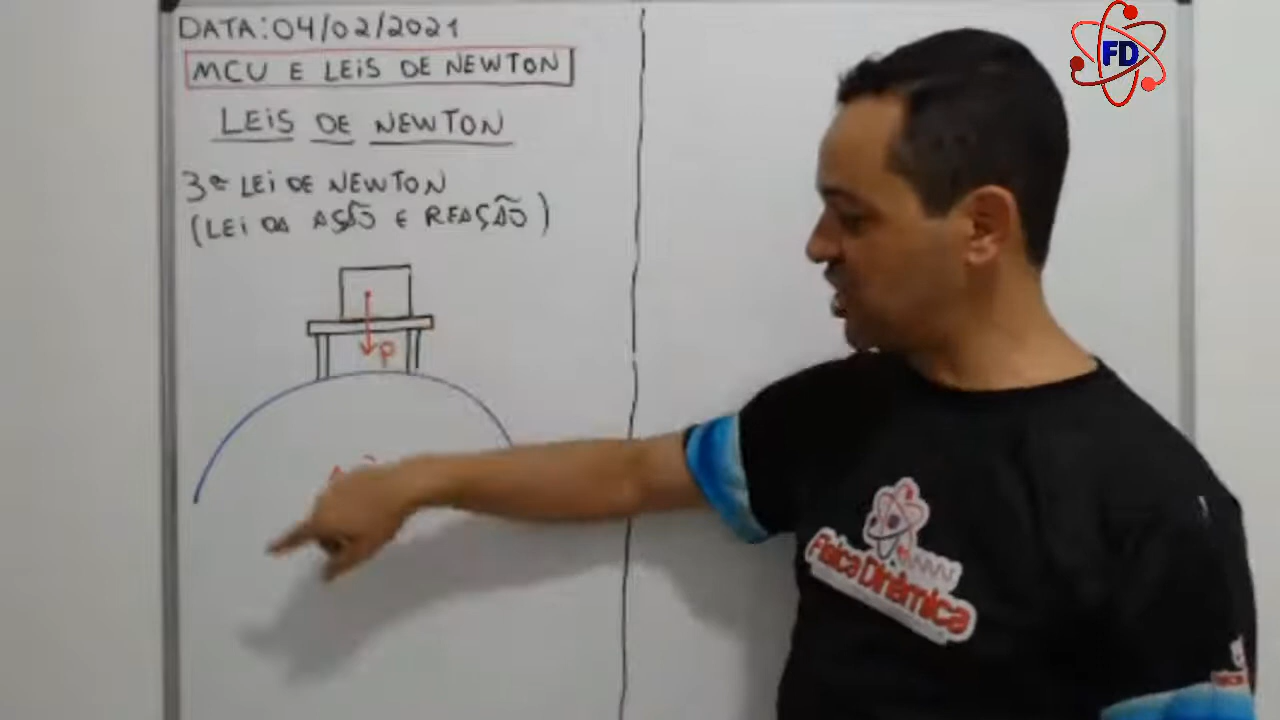 DATA: 04/02/2021
MCU E LEIS DE NEWTON
LEIS DE NEWTON
3ª LEI DE NEWTON
(LEI DA AÇÃO E REAÇÃO)
P
FD
Física Dinâmica